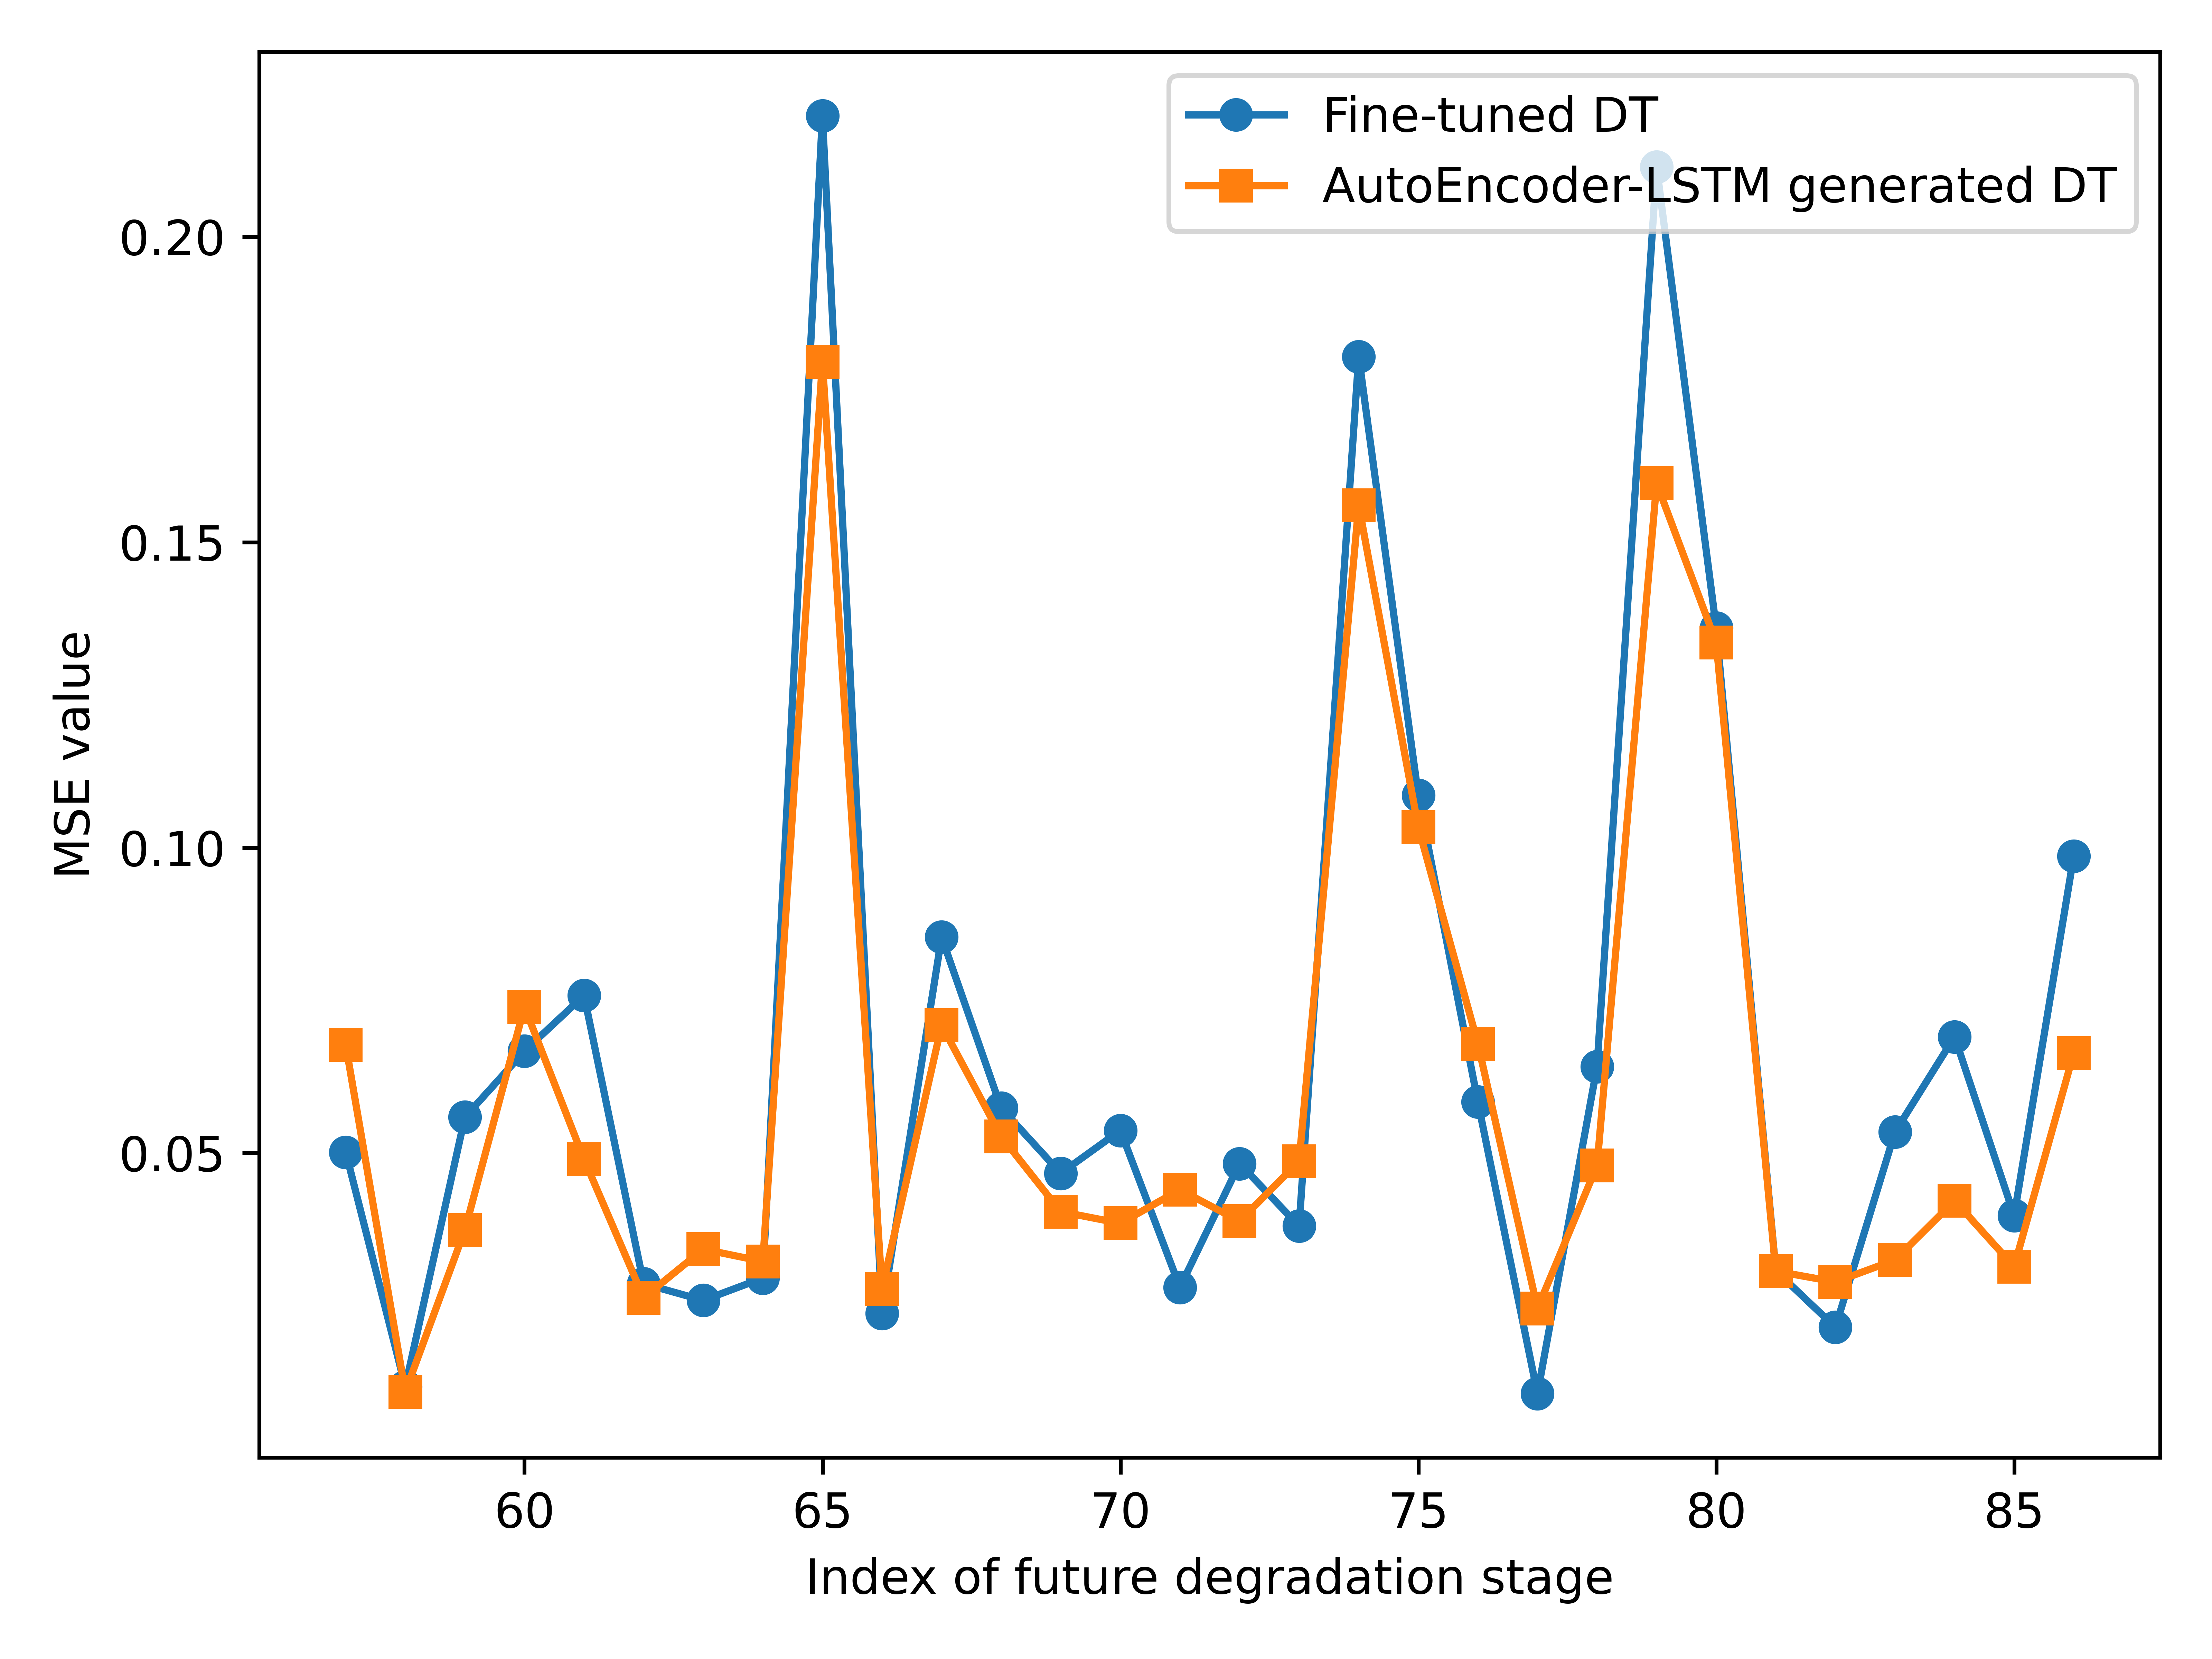 Fine-tuned DT
AutoEncoder-LSTM generated DT
0.20
0.15
0.10
0.05
MSE value
60 65 70 75 80 85
Index of future degradation stage